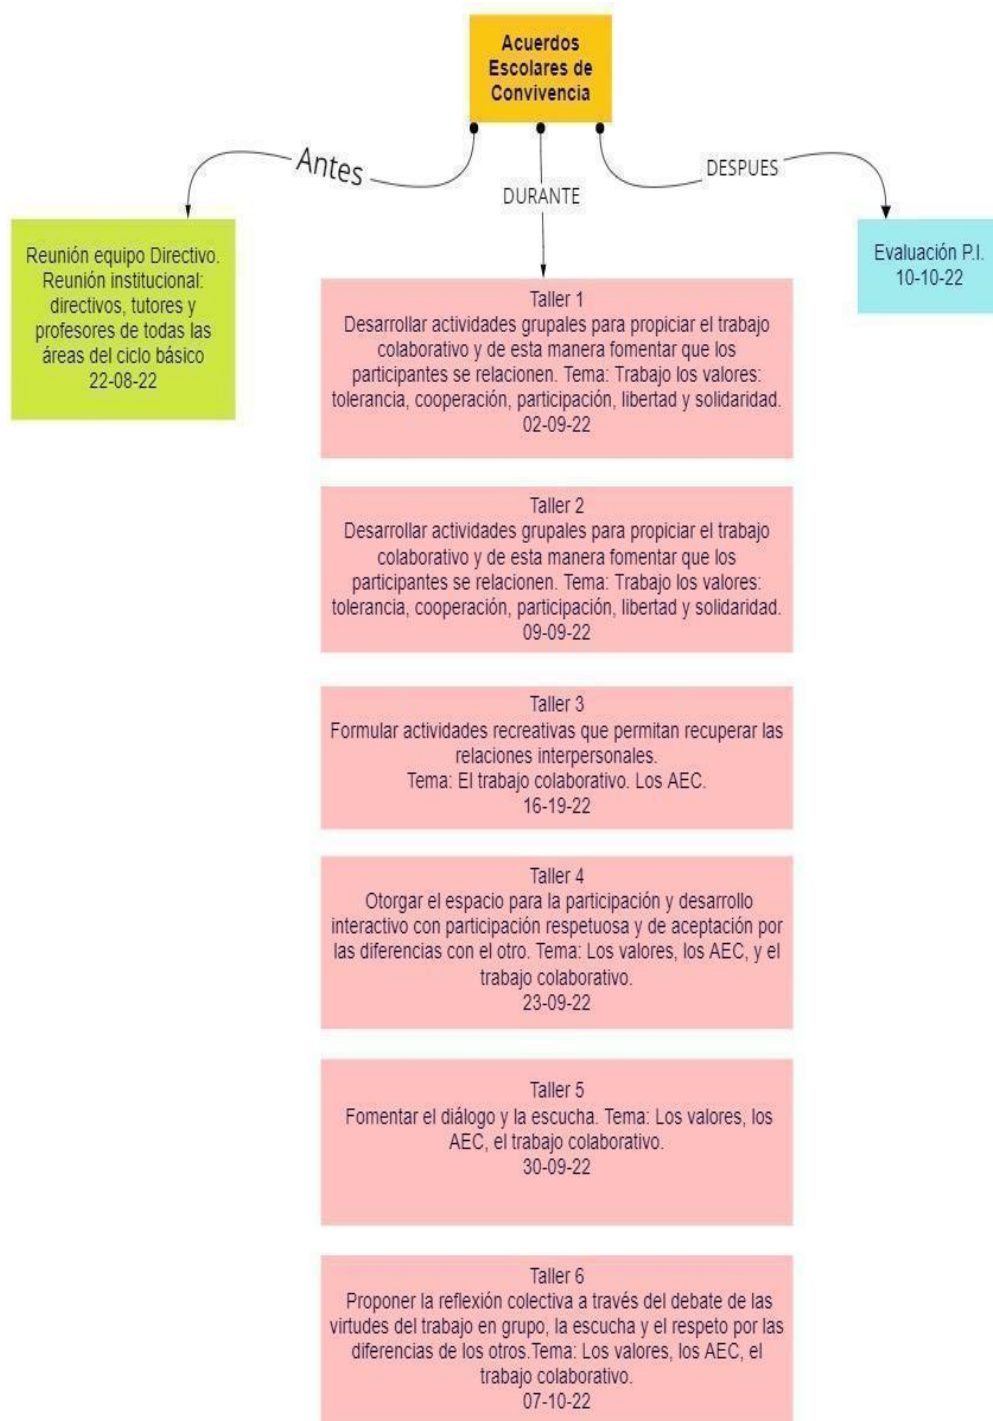 Acuerdos
Escolares de
Convivencia
Antes
DURANTE
DESPUES
Reunión equipo Directivo.
Reunión institucional:
directivos, tutores y
profesores de todas las
áreas del ciclo básico
22-08-22
Evaluación P.I.
10-10-22
Taller 1
Desarrollar actividades grupales para propiciar el trabajo
colaborativo y de esta manera fomentar que los
participantes se relacionen. Tema: Trabajo los valores:
tolerancia, cooperación, participación, libertad y solidaridad.
02-09-22
Taller 2
Desarrollar actividades grupales para propiciar el trabajo
colaborativo y de esta manera fomentar que los
participantes se relacionen. Tema: Trabajo los valores:
tolerancia, cooperación, participación, libertad y solidaridad.
09-09-22
Taller 3
Formular actividades recreativas que permitan recuperar las
relaciones interpersonales.
Tema: El trabajo colaborativo. Los AEC.
16-19-22
Taller 4
Otorgar el espacio para la participación y desarrollo
interactivo con participación respetuosa y de aceptación por
las diferencias con el otro. Tema: Los valores, los AEC, y el
trabajo colaborativo.
23-09-22
Taller 5
Fomentar el diálogo y la escucha. Tema: Los valores, los
AEC, el trabajo colaborativo.
30-09-22
Taller 6
Proponer la reflexión colectiva a través del debate de las
virtudes del trabajo en grupo, la escucha y el respeto por las
diferencias de los otros.Tema: Los valores, los AEC, el
trabajo colaborativo.
07-10-22